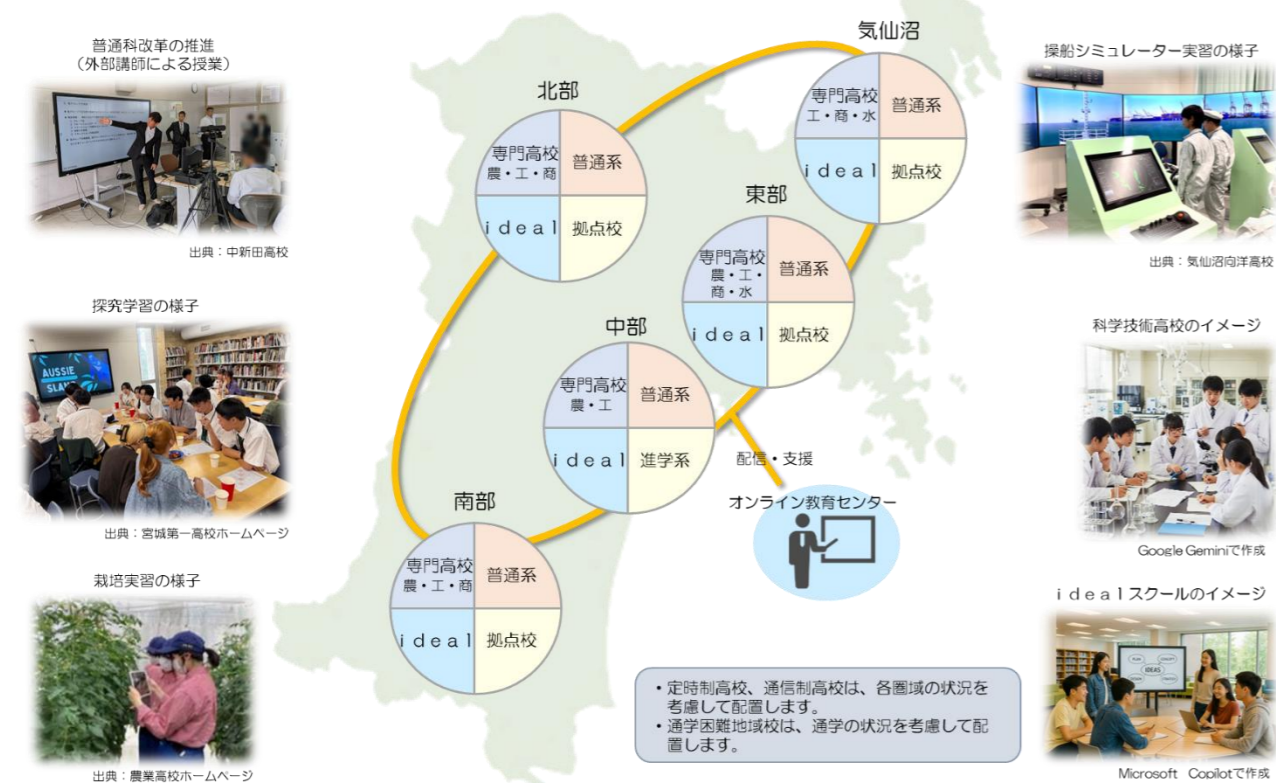 普通科改革の推進
（外部講師による授業）
出典：中新田高校
探究学習の様子
AUSSIE
SLANG
出典：宮城第一高校ホームページ
栽培実習の様子
出典：農業高校ホームページ
気仙沼
専門高校
工・商・水
普通系
ideal
拠点校
北部
専門高校
農・工・商
普通系
ideal
拠点校
東部
専門高校
農・工・
商・水
普通系
ideal
拠点校
中部
専門高校
農・工
普通系
ideal
進学系
南部
専門高校
農・工・商
普通系
ideal
拠点校
配信・支援
オンライン教育センター
・定時制高校、通信制高校は、各圏域の状況を
考慮して配置します。
・通学困難地域校は、通学の状況を考慮して配
置します。
操船シミュレーター実習の様子
出典：気仙沼向洋高校
科学技術高校のイメージ
Google Geminiで作成
idealスクールのイメージ
IDEAS
Microsoft Copilotで作成